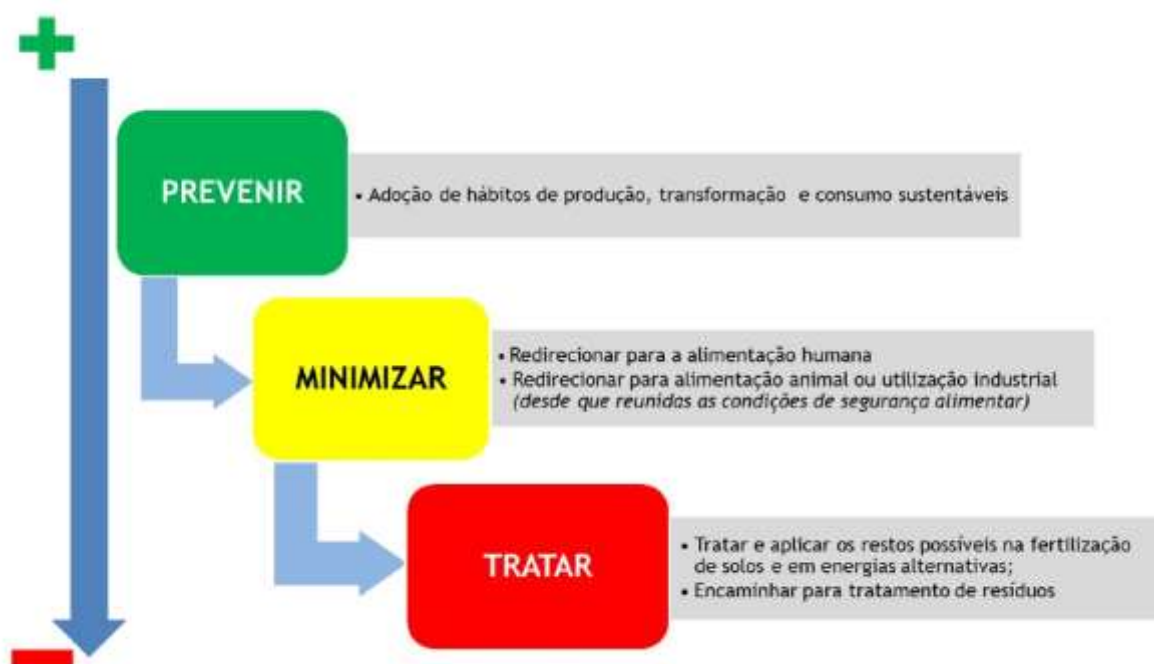 PREVENIR
• Adoção de hábitos de produção, transformação e consumo sustentáveis
MINIMIZAR
• Redirecionar para a alimentação humana
• Redirecionar para alimentação animal ou utilização industrial
(desde que reunidas as condições de segurança alimentar)
TRATAR
• Tratar e aplicar os restos possíveis na fertilização
de solos e em energias alternativas;
• Encaminhar para tratamento de resíduos